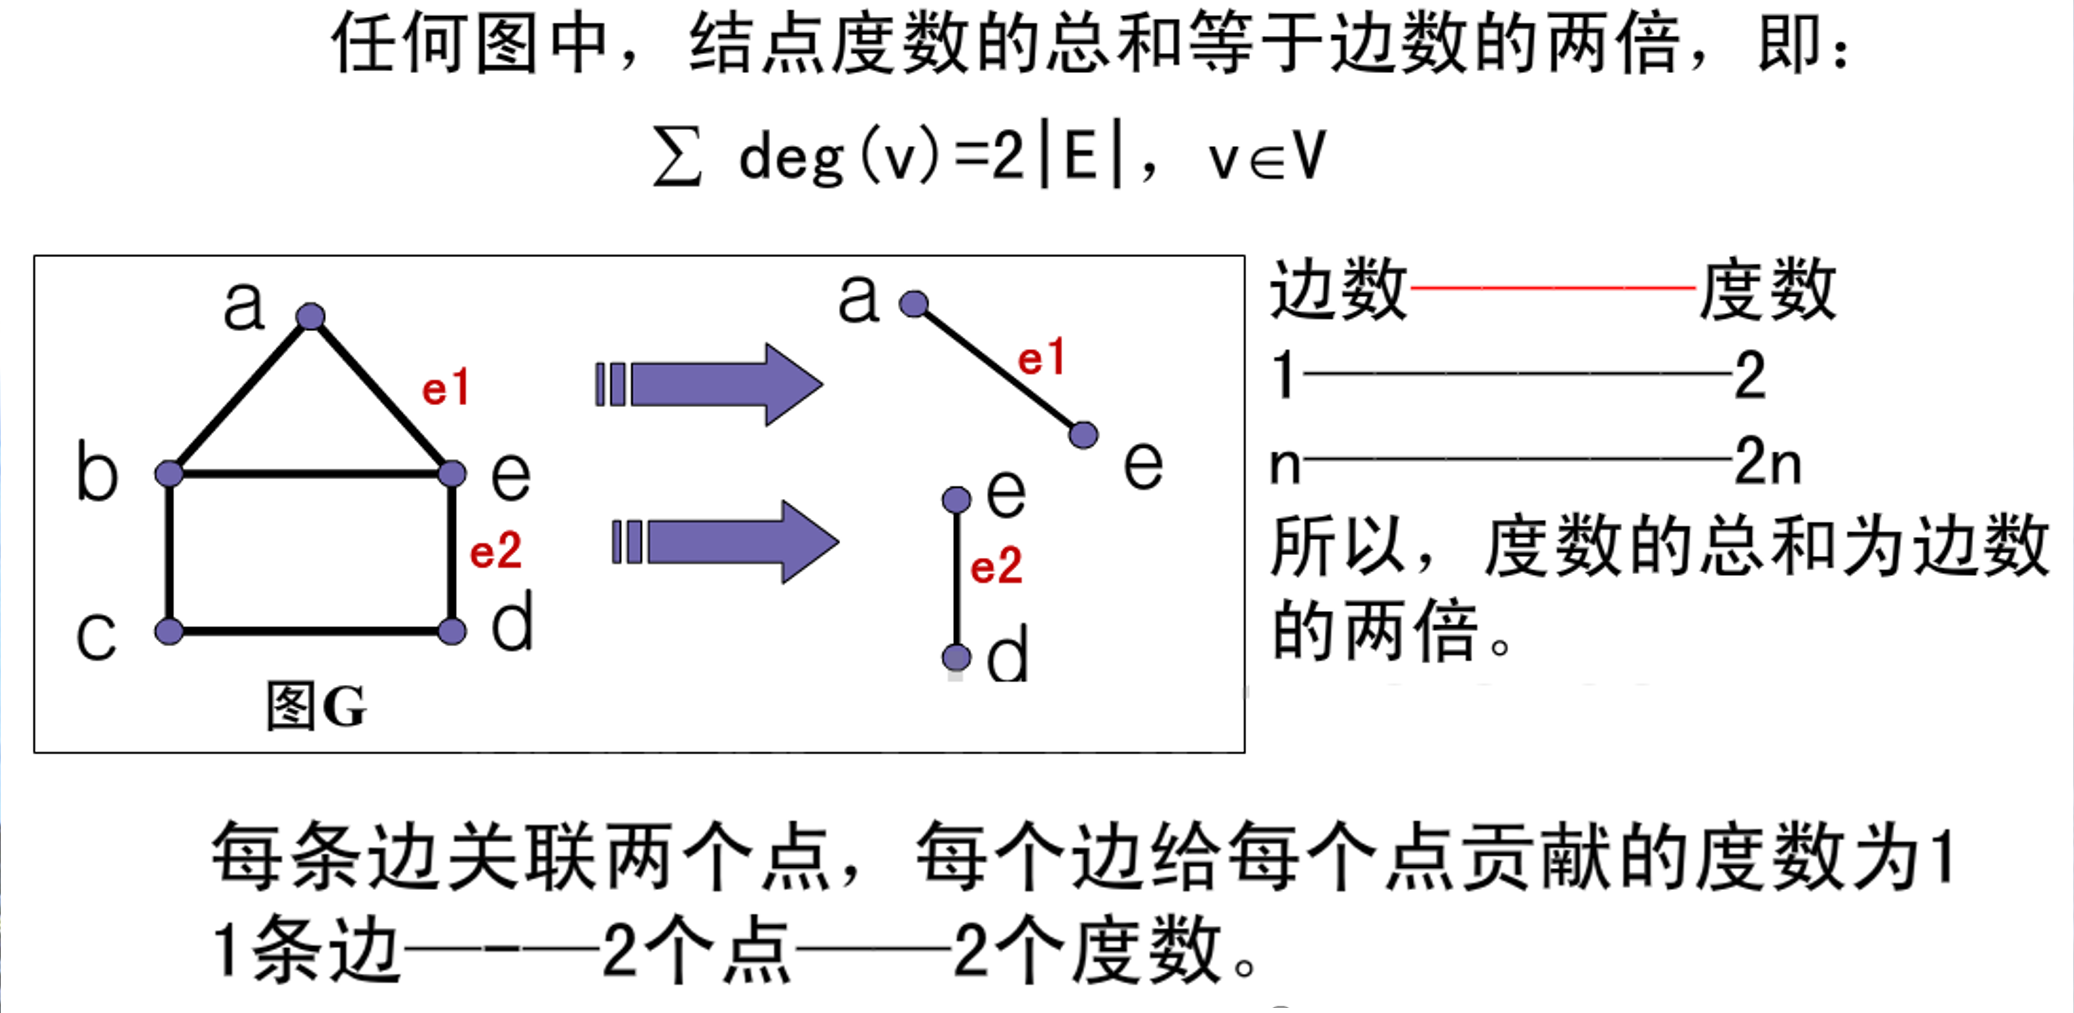 任何图中，结点度数的总和等于边数的两倍，即：
∑ deg(v)=2|E|，v∈V
a
e1
b
e
e2
c
d
图G
a
e1
e
e
e2
d
边数————度数
1——————2
n——————2n
所以，度数的总和为边数
的两倍。
每条边关联两个点，每个边给每个点贡献的度数为1
1条边—-—2个点——2个度数。